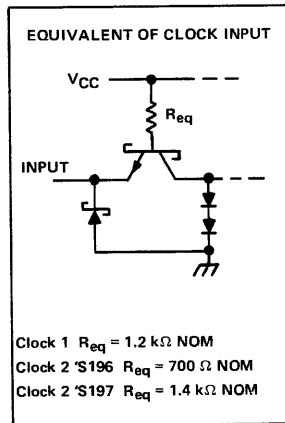 EQUIVALENT OF CLOCK INPUT
VCC
Req
INPUT
Clock 1 Req = 1.2 kΩ NOM
Clock 2 'S196 Req = 700 Ω NOM
Clock 2 'S197 Req = 1.4 kΩ NOM